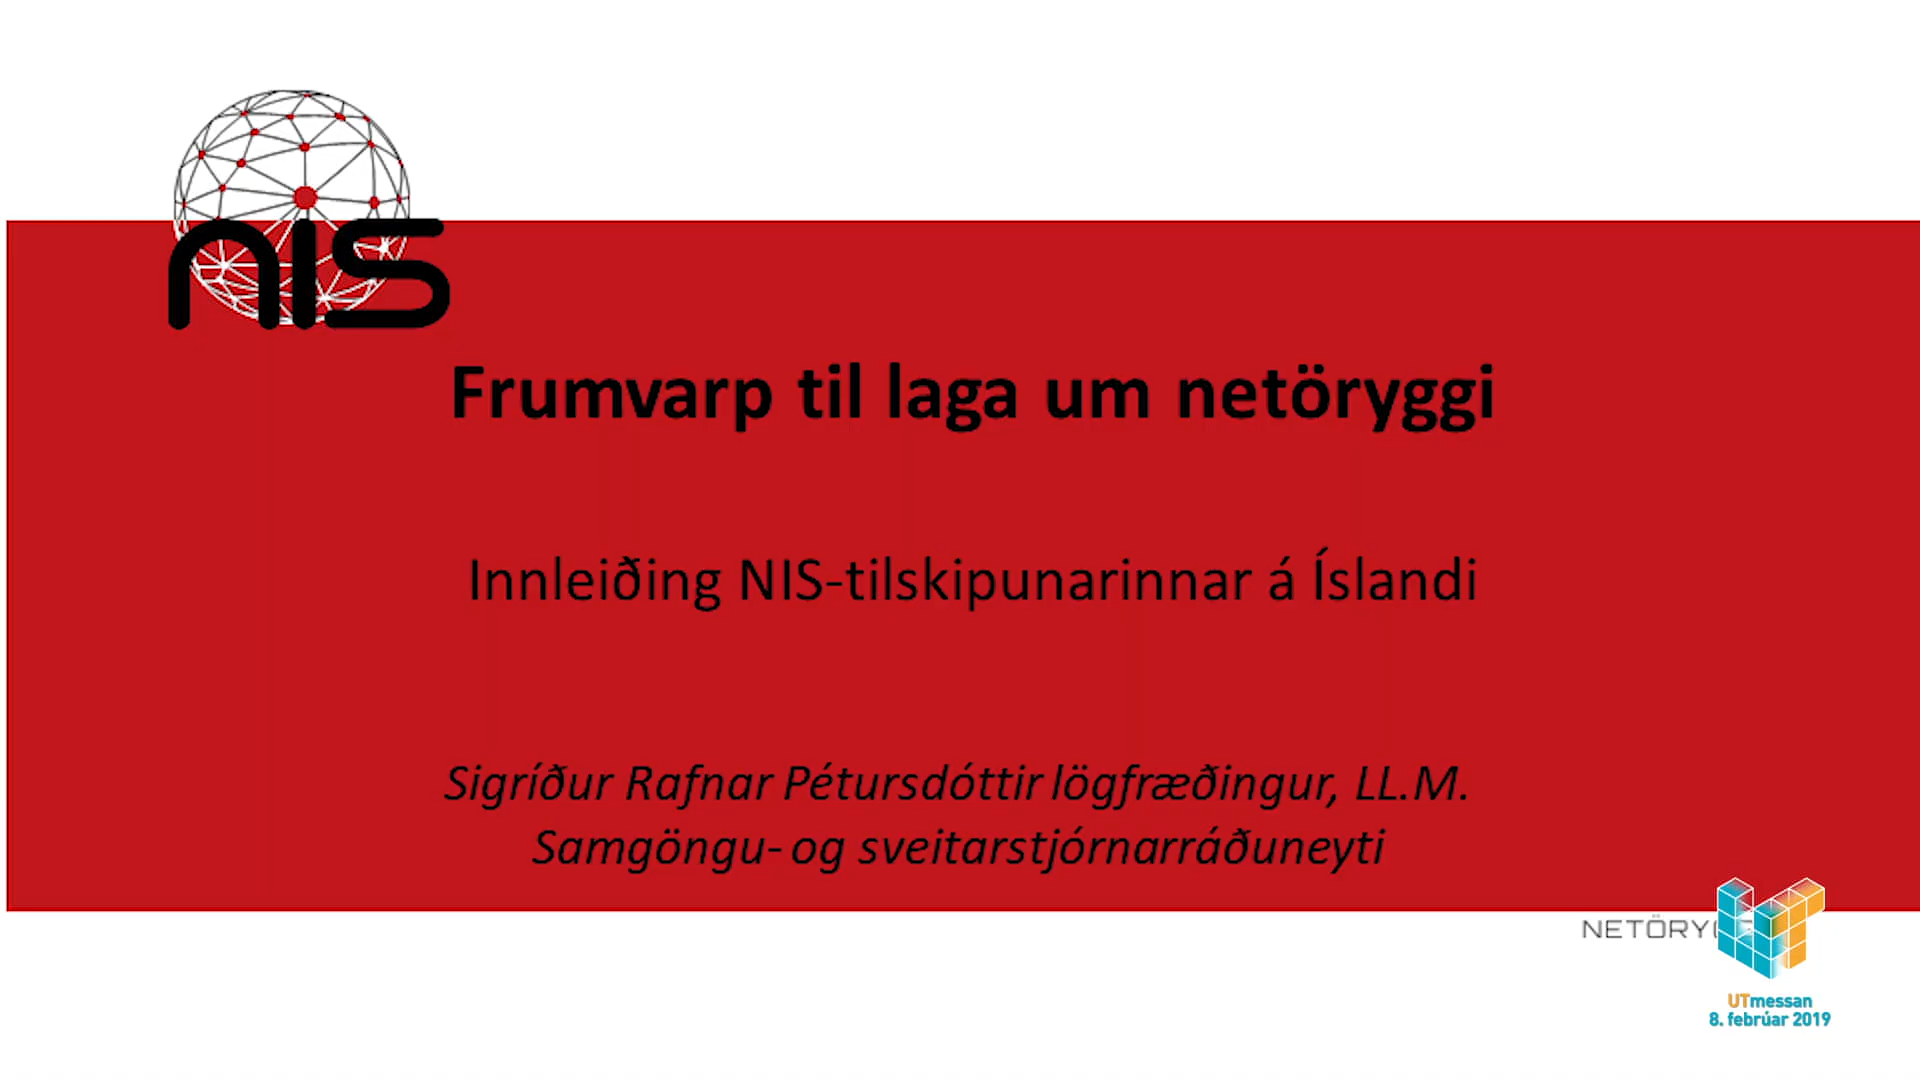 nis
Frumvarp til laga um netöryggi
Innleiðing NIS-tilskipunarinnar á Íslandi
Sigríður Rafnar Pétursdóttir lögfræðingur, LL.M.
Samgöngu- og sveitarstjórnarráðuneyti
UTmessan
8. febrúar 2019